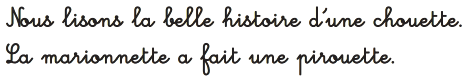 Nous lisons la belle histoire d'une chouette.
La marionnette a fait une pirouette.